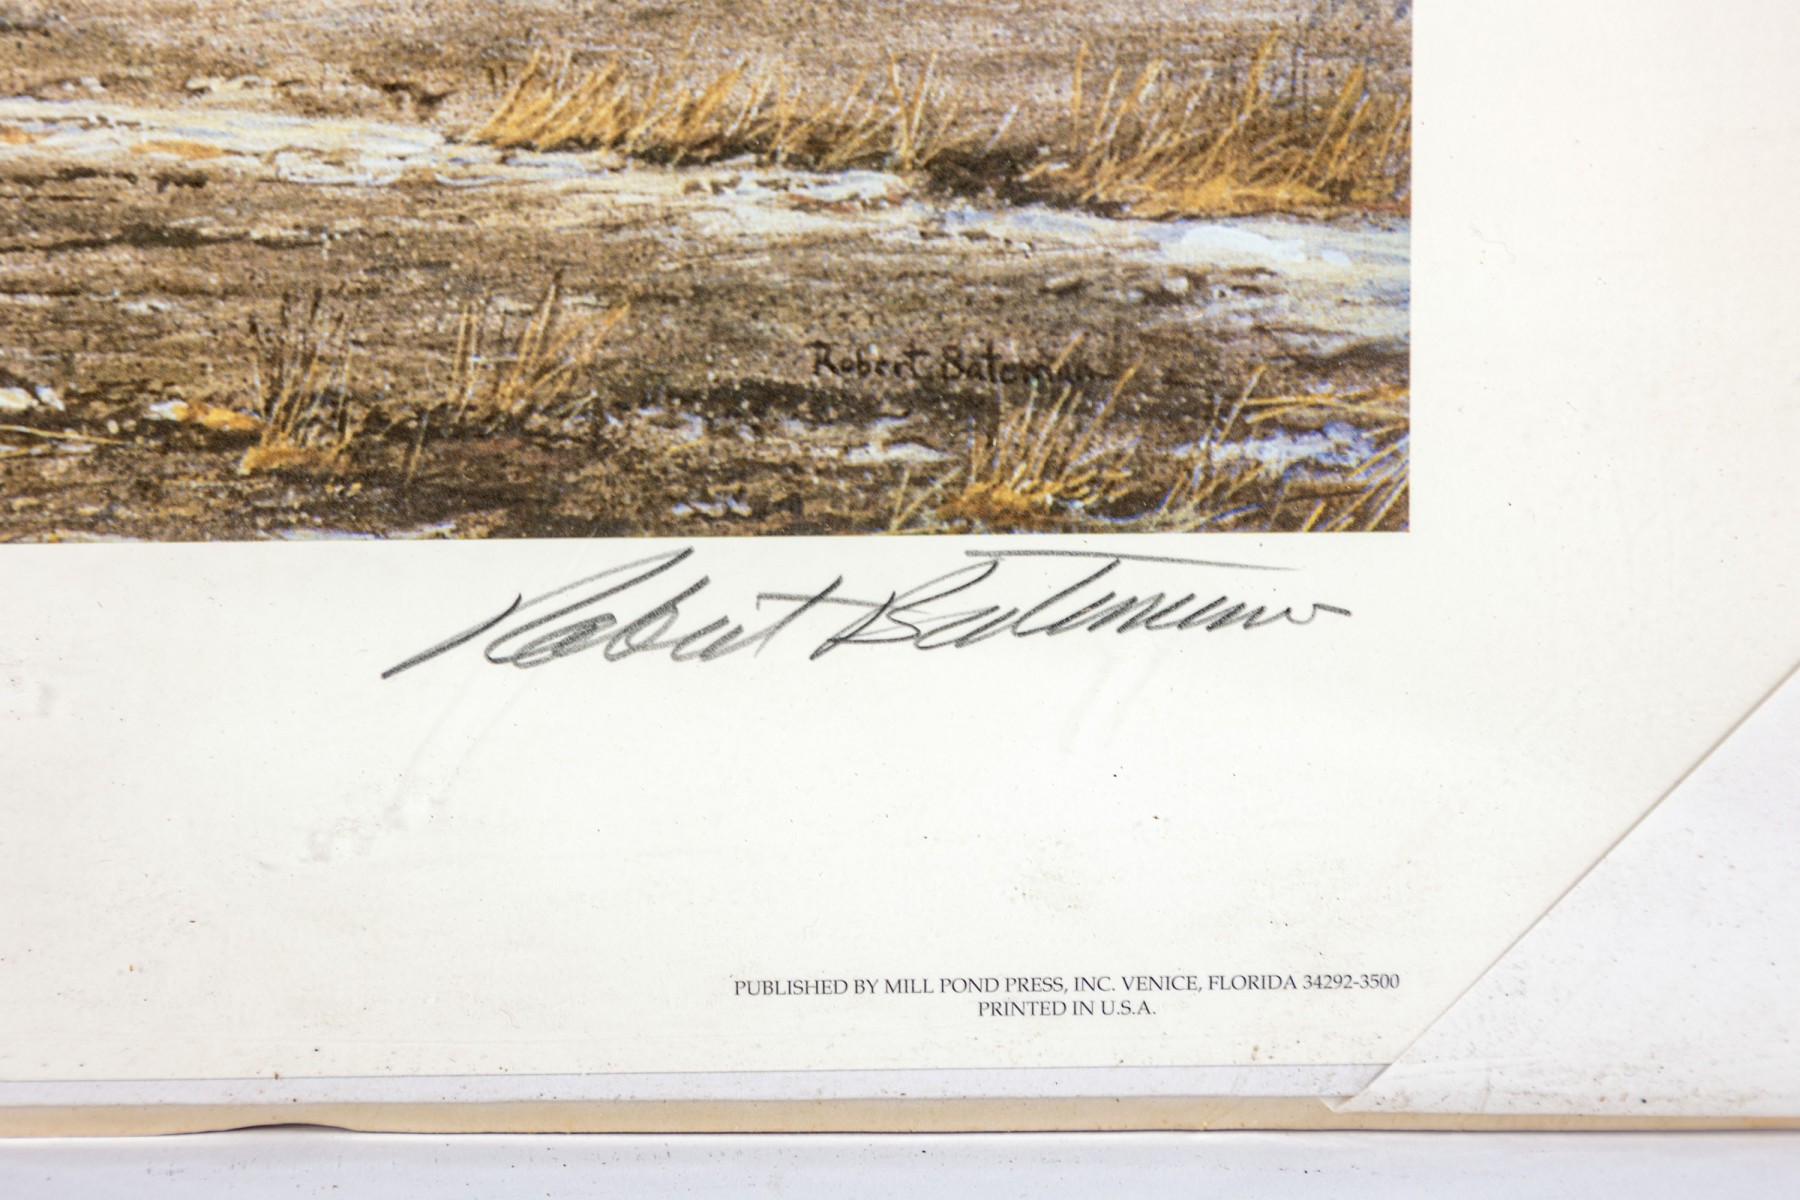 Robert Bateman
Robert Bateman
PUBLISHED BY MILL POND PRESS, INC. VENICE, FLORIDA 34292-3500
PRINTED IN U.S.A.